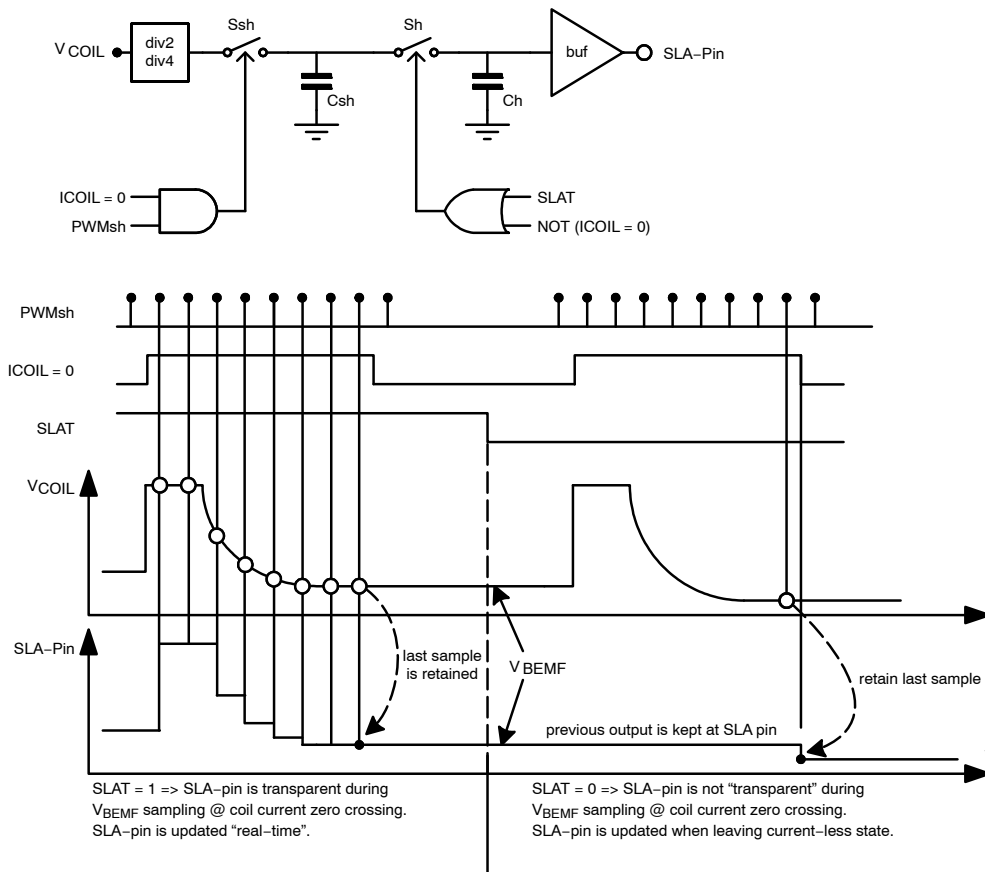 Ssh
Sh
V COIL
div2
div4
buf
SLA−Pin
Csh
Ch
ICOIL = 0
PWMsh
SLAT
NOT (ICOIL = 0)
PWMsh
ICOIL = 0
SLAT
VCOIL
SLA−Pin
last sample
is retained
V BEMF
retain last sample
previous output is kept at SLA pin
SLAT = 1 => SLA−pin is transparent during
VBEMF sampling @ coil current zero crossing.
SLA−pin is updated “real−time”.
SLAT = 0 => SLA−pin is not “transparent” during
VBEMF sampling @ coil current zero crossing.
SLA−pin is updated when leaving current−less state.